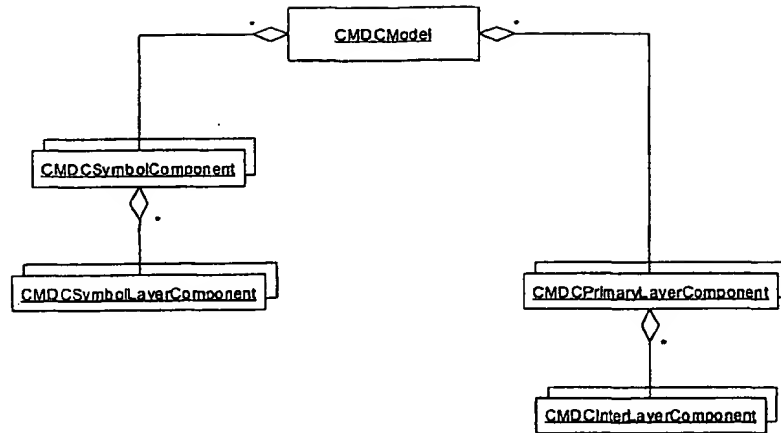 CMDCModel
CMDCSymbolComponent
CMDCSymbolLayerComponent
CMDCPrimaryLayerComponent
CMDCInterLayerComponent